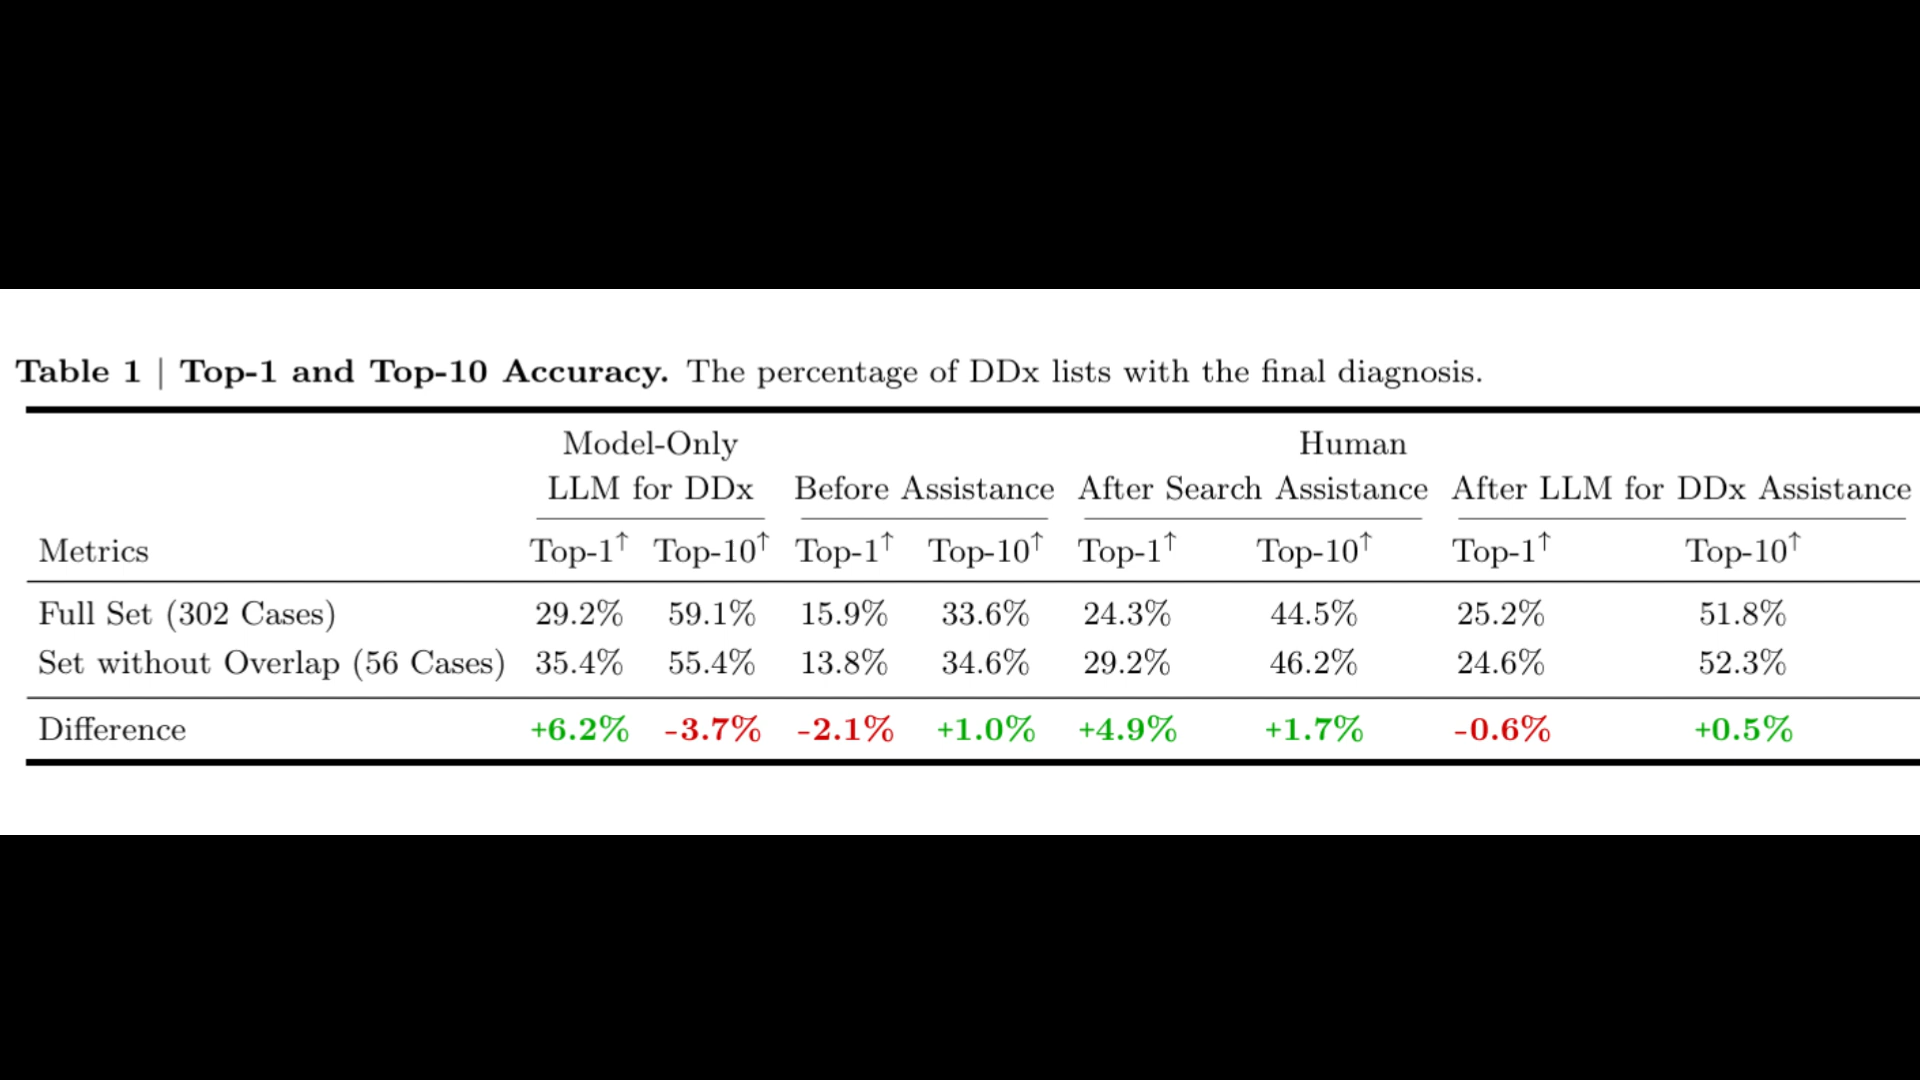 Table 1 | Top-1 and Top-10 Accuracy. The percentage of DDx lists with the final diagnosis.
Model-Only Human
LLM for DDx Before Assistance After Search Assistance After LLM for DDx Assistance
Metrics Top-1↑ Top-10↑ Top-1↑ Top-10↑ Top-1↑ Top-10↑ Top-1↑ Top-10↑
Full Set (302 Cases) 29.2% 59.1% 15.9% 33.6% 24.3% 44.5% 25.2% 51.8%
Set without Overlap (56 Cases) 35.4% 55.4% 13.8% 34.6% 29.2% 46.2% 24.6% 52.3%
Difference +6.2% -3.7% -2.1% +1.0% +4.9% +1.7% -0.6% +0.5%